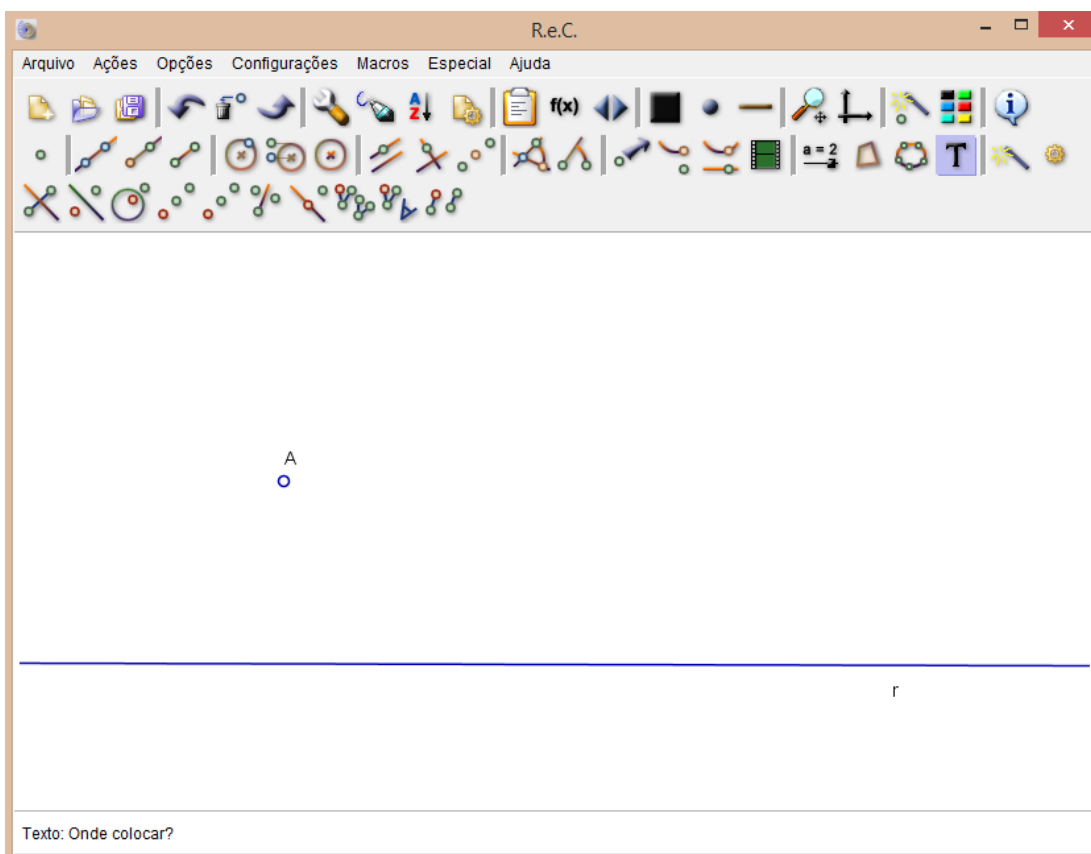 R.e.C.
Arquivo Ações Opções Configurações Macros Especial Ajuda
A Z f(x) i
a = 2 T
A
r
Texto: Onde colocar?